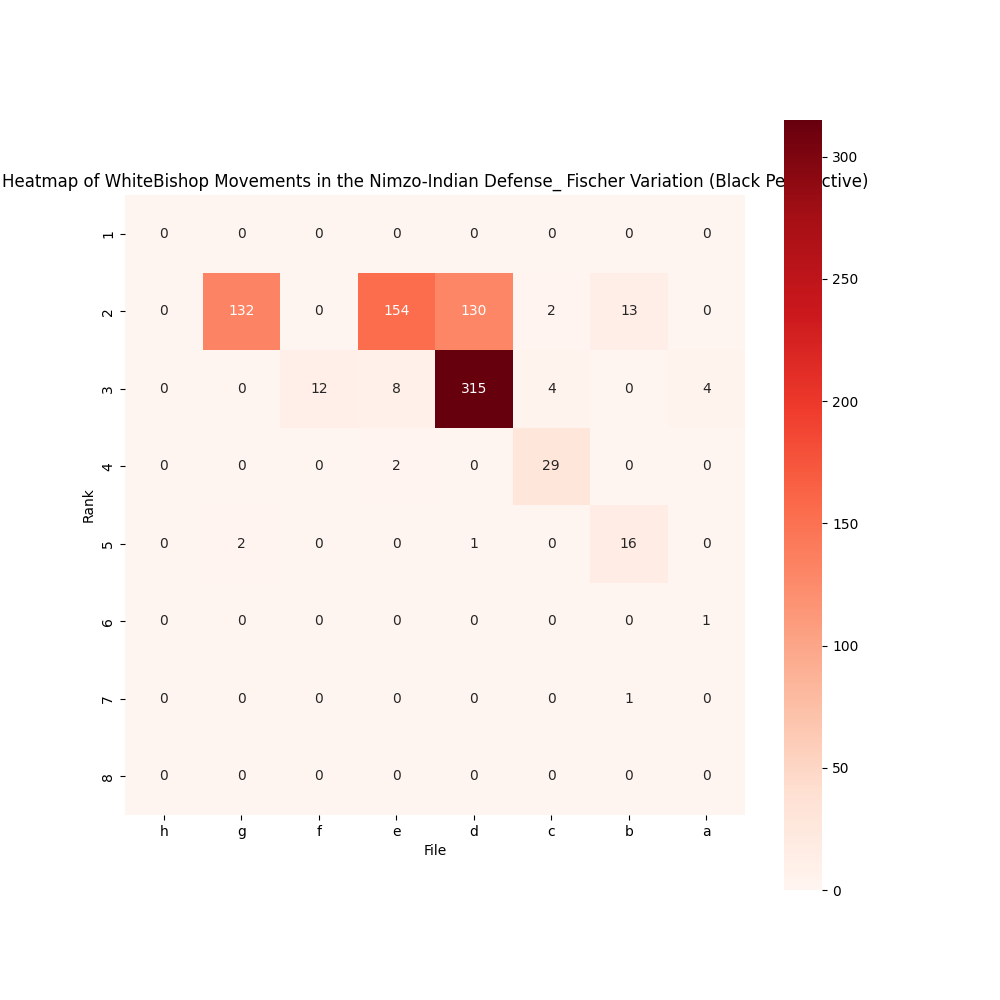 Heatmap of WhiteBishop Movements in the Nimzo-Indian Defense_ Fischer Variation (Black Pe ctive)
300
1 0 0 0 0 0 0 0 0
250
2 0 132 0 154 130 2 13 0
200
3 0 0 12 8 315 4 0 4
4 0 0 0 2 0 29 0 0
Rank
150
5 0 2 0 0 1 0 16 0
6 0 0 0 0 0 0 0 1
100
7 0 0 0 0 0 0 1 0
50
8 0 0 0 0 0 0 0 0
h g f e d c b a
File
0